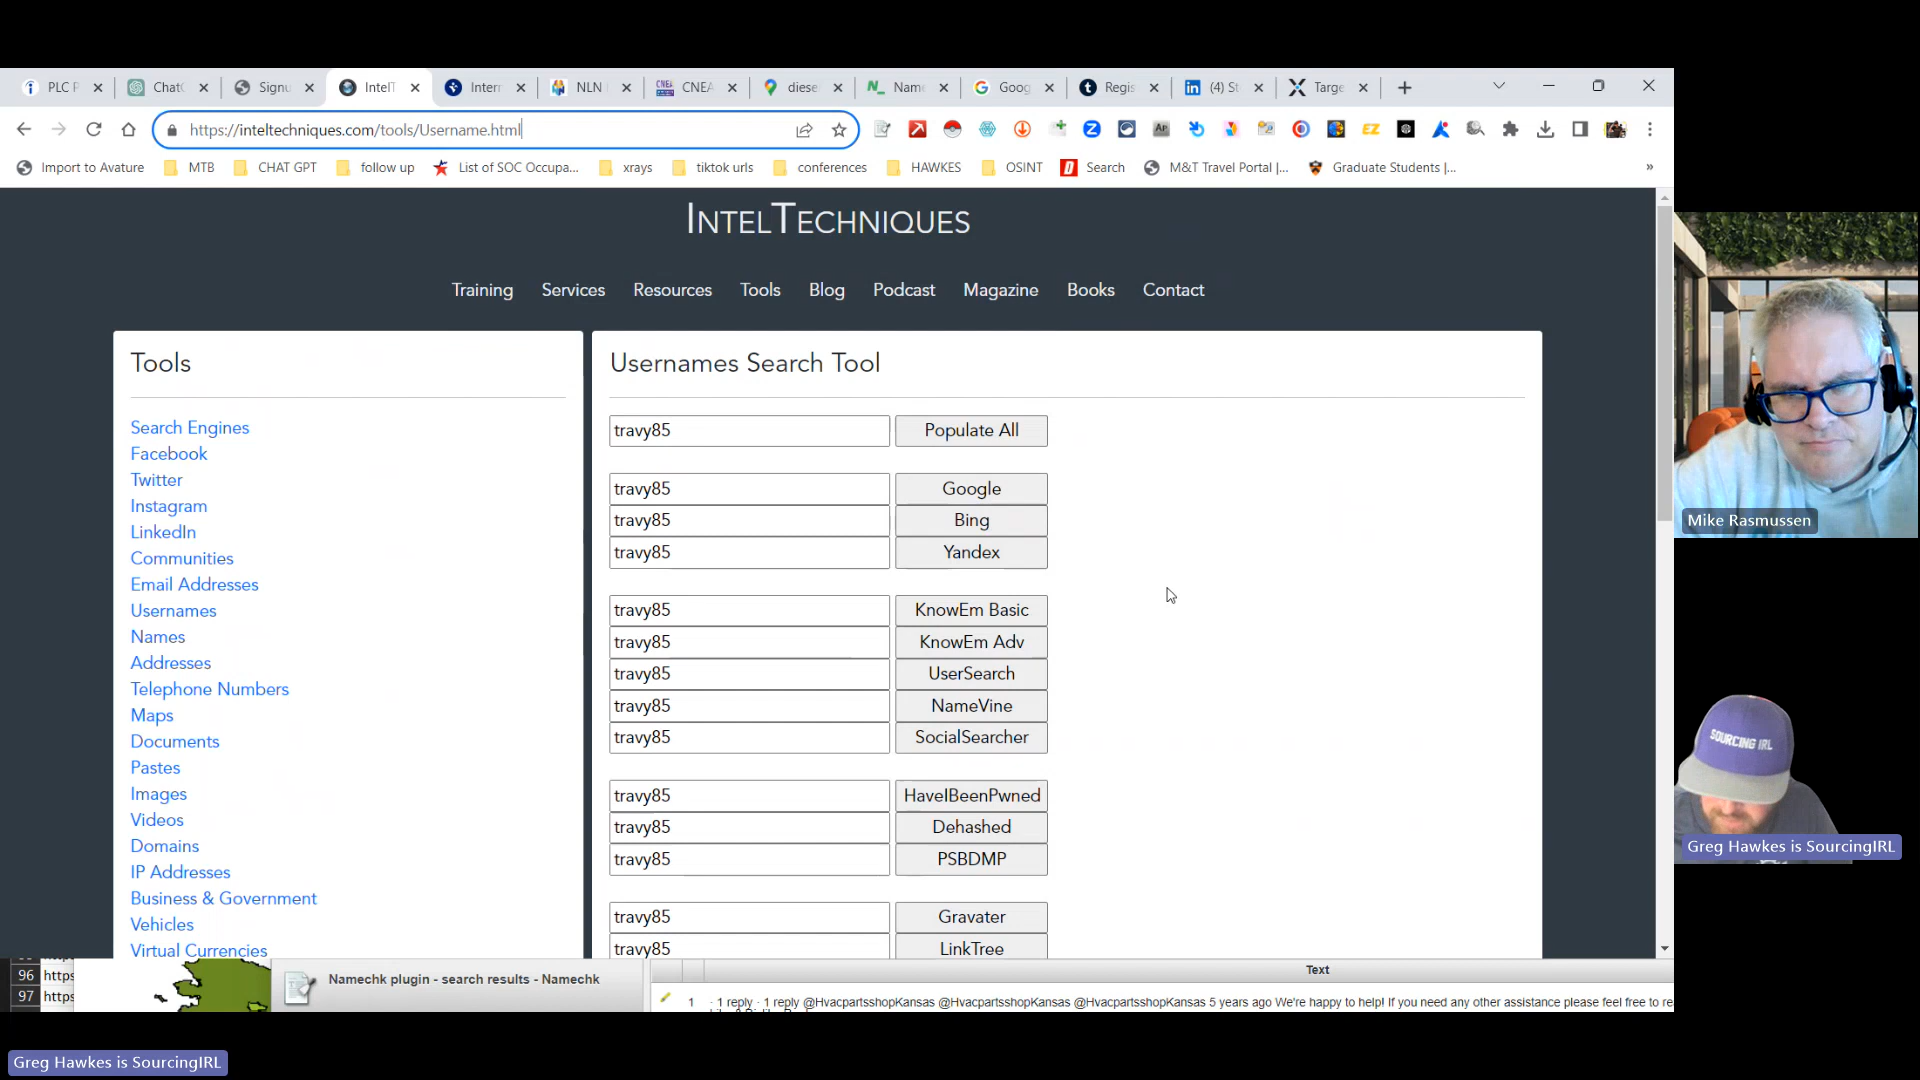 PLC P
ChatG
Signu
IntelT
Intern
NLN
CNEA
diese
Name
Goog
Regis
(4) St
Targe
https://inteltechniques.com/tools/Username.html
Import to Avature
MTB
CHAT GPT
follow up
List of SOC Occupa...
xrays
tiktok urls
conferences
HAWKES
OSINT
Search
M&T Travel Portal |...
Graduate Students |...
»
INTELTECHNIQUES
Training Services Resources Tools Blog Podcast Magazine Books Contact
Tools
Search Engines
Facebook
Twitter
Instagram
LinkedIn
Communities
Email Addresses
Usernames
Names
Addresses
Telephone Numbers
Maps
Documents
Pastes
Images
Videos
Domains
IP Addresses
Business & Government
Vehicles
Virtual Currencies
Usernames Search Tool
travy85 Populate All
travy85 Google
travy85 Bing
travy85 Yandex
travy85 KnowEm Basic
travy85 KnowEm Adv
travy85 UserSearch
travy85 NameVine
travy85 SocialSearcher
travy85 HaveIBeenPwned
travy85 Dehashed
travy85 PSBDMP
travy85 Gravater
travy85 LinkTree
96 https
97 https
Namechk plugin - search results - Namechk
Text
1 · 1 reply · 1 reply @HvacpartsshopKansas @HvacpartsshopKansas @HvacpartsshopKansas 5 years ago We're happy to help! If you need any other assistance please feel free to re
Mike Rasmussen
SOURCING IRL
Greg Hawkes is SourcingIRL
Greg Hawkes is SourcingIRL